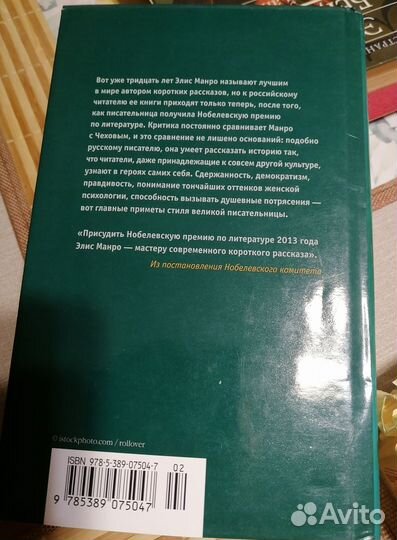 СТРАН
Вот уже тридцать лет Элис Манро называют лучшим
в мире автором коротких рассказов, но к российскому
читателю ее книги приходят только теперь, после того,
как писательница получила Нобелевскую премию
по литературе. Критика постоянно сравнивает Манро
с Чеховым, и это сравнение не лишено оснований: подобно
русскому писателю, она умеет рассказать историю так,
что читатели, даже принадлежащие к совсем другой культуре,
узнают в героях самих себя. Сдержанность, демократизм,
правдивость, понимание тончайших оттенков женской
психологии, способность вызывать душевные потрясения —
вот главные приметы стиля великой писательницы.
«Присудить Нобелевскую премию по литературе 2013 года
Элис Манро — мастеру современного короткого рассказа».
Из постановления Нобелевского комитета
© istockphoto.com / rollover
ISBN 978-5-389-07504-7 02
9 785389 075047
Avito